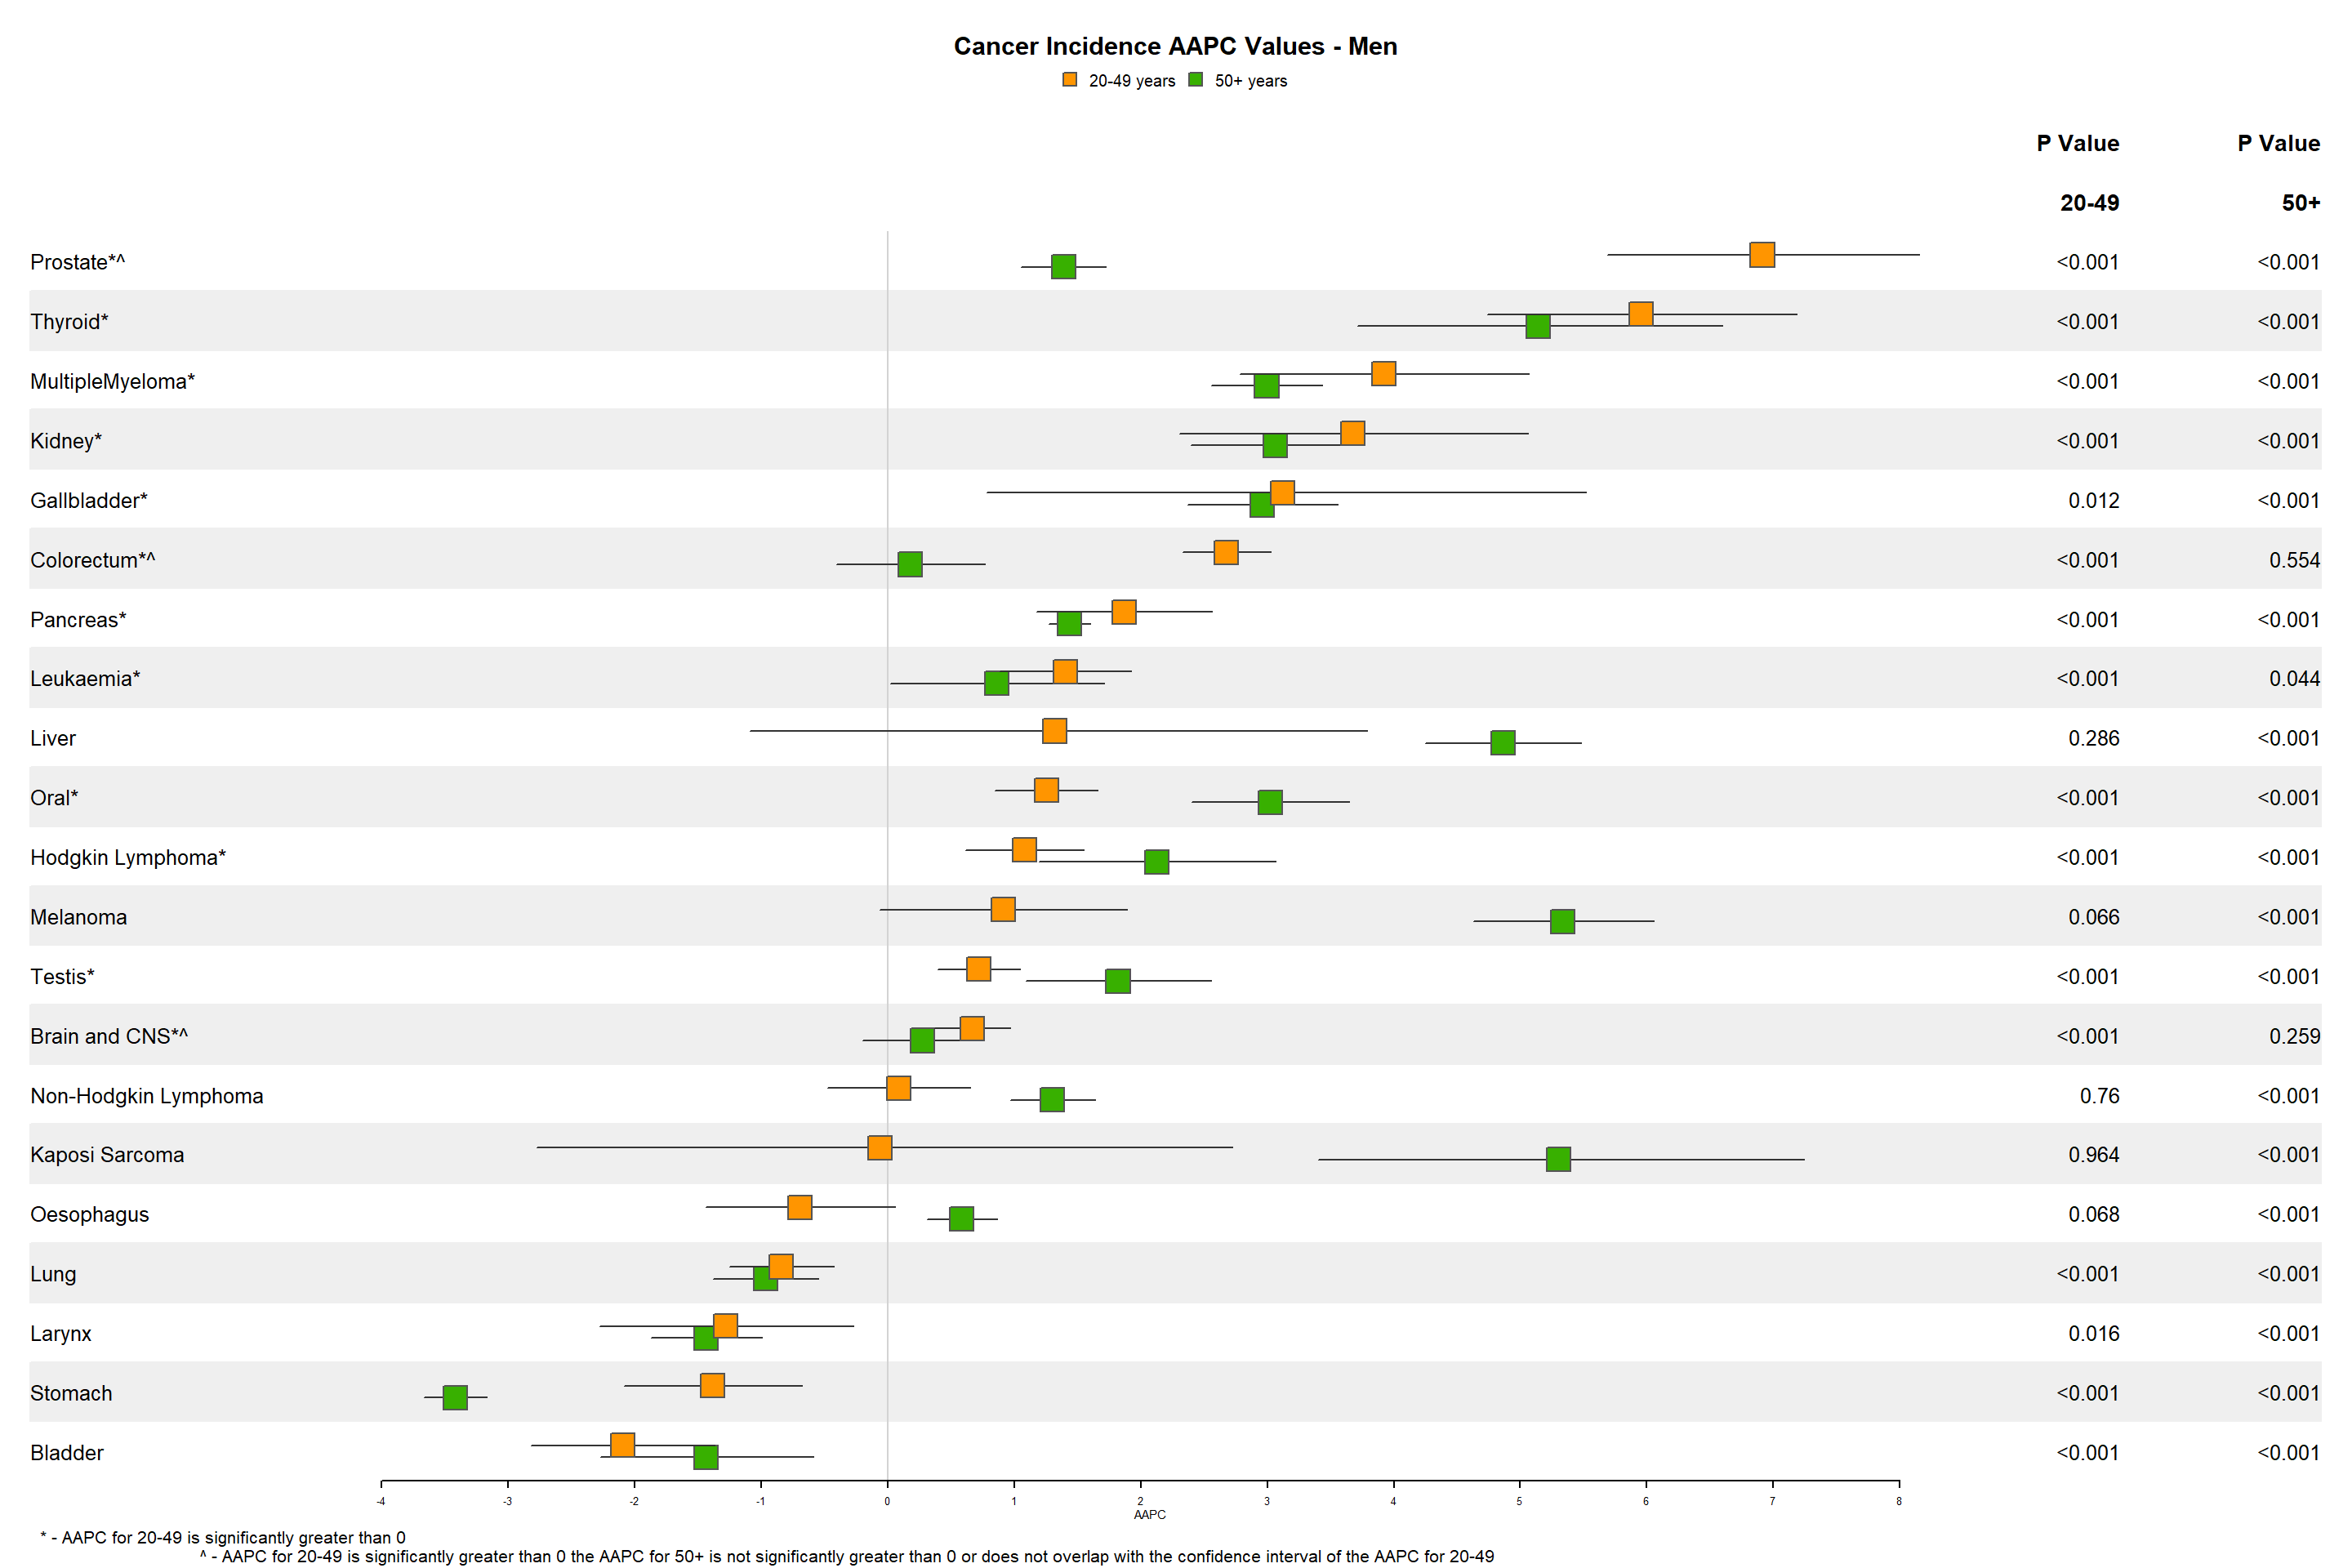 Cancer Incidence AAPC Values - Men
20-49 years 50+ years
P Value P Value
20-49 50+
Prostate*^ <0.001 <0.001
Thyroid* <0.001 <0.001
MultipleMyeloma* <0.001 <0.001
Kidney* <0.001 <0.001
Gallbladder* 0.012 <0.001
Colorectum*^ <0.001 0.554
Pancreas* <0.001 <0.001
Leukaemia* <0.001 0.044
Liver 0.286 <0.001
Oral* <0.001 <0.001
Hodgkin Lymphoma* <0.001 <0.001
Melanoma 0.066 <0.001
Testis* <0.001 <0.001
Brain and CNS*^ <0.001 0.259
Non-Hodgkin Lymphoma 0.76 <0.001
Kaposi Sarcoma 0.964 <0.001
Oesophagus 0.068 <0.001
Lung <0.001 <0.001
Larynx 0.016 <0.001
Stomach <0.001 <0.001
Bladder <0.001 <0.001
-4 -3 -2 -1 0 1 2 3 4 5 6 7 8
AAPC
* - AAPC for 20-49 is significantly greater than 0
^ - AAPC for 20-49 is significantly greater than 0 the AAPC for 50+ is not significantly greater than 0 or does not overlap with the confidence interval of the AAPC for 20-49